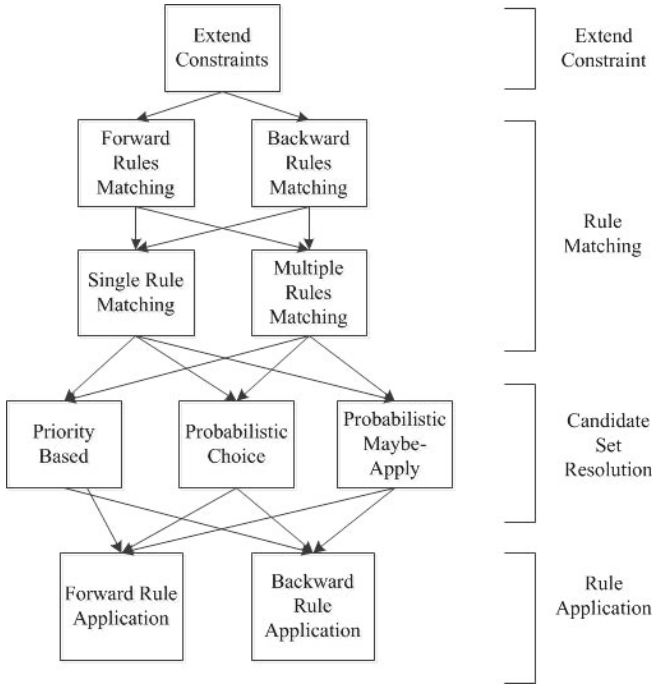 Extend
Constraints
Extend
Constraint
Forward
Rules
Matching
Backward
Rules
Matching
Rule
Matching
Single Rule
Matching
Multiple
Rules
Matching
Priority
Based
Probabilistic
Choice
Probabilistic
Maybe-
Apply
Candidate
Set
Resolution
Forward Rule
Application
Backward
Rule
Application
Rule
Application